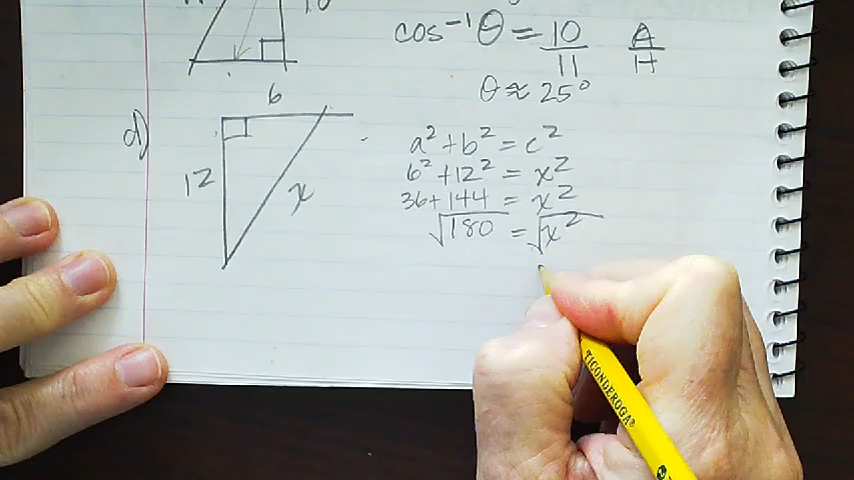 cos⁻¹θ = 10/11 A/H
θ ≈ 25°
d)
6
12
x
a² + b² = c²
6² + 12² = x²
36 + 144 = x²
√180 = √x²
TICONDEROGA®